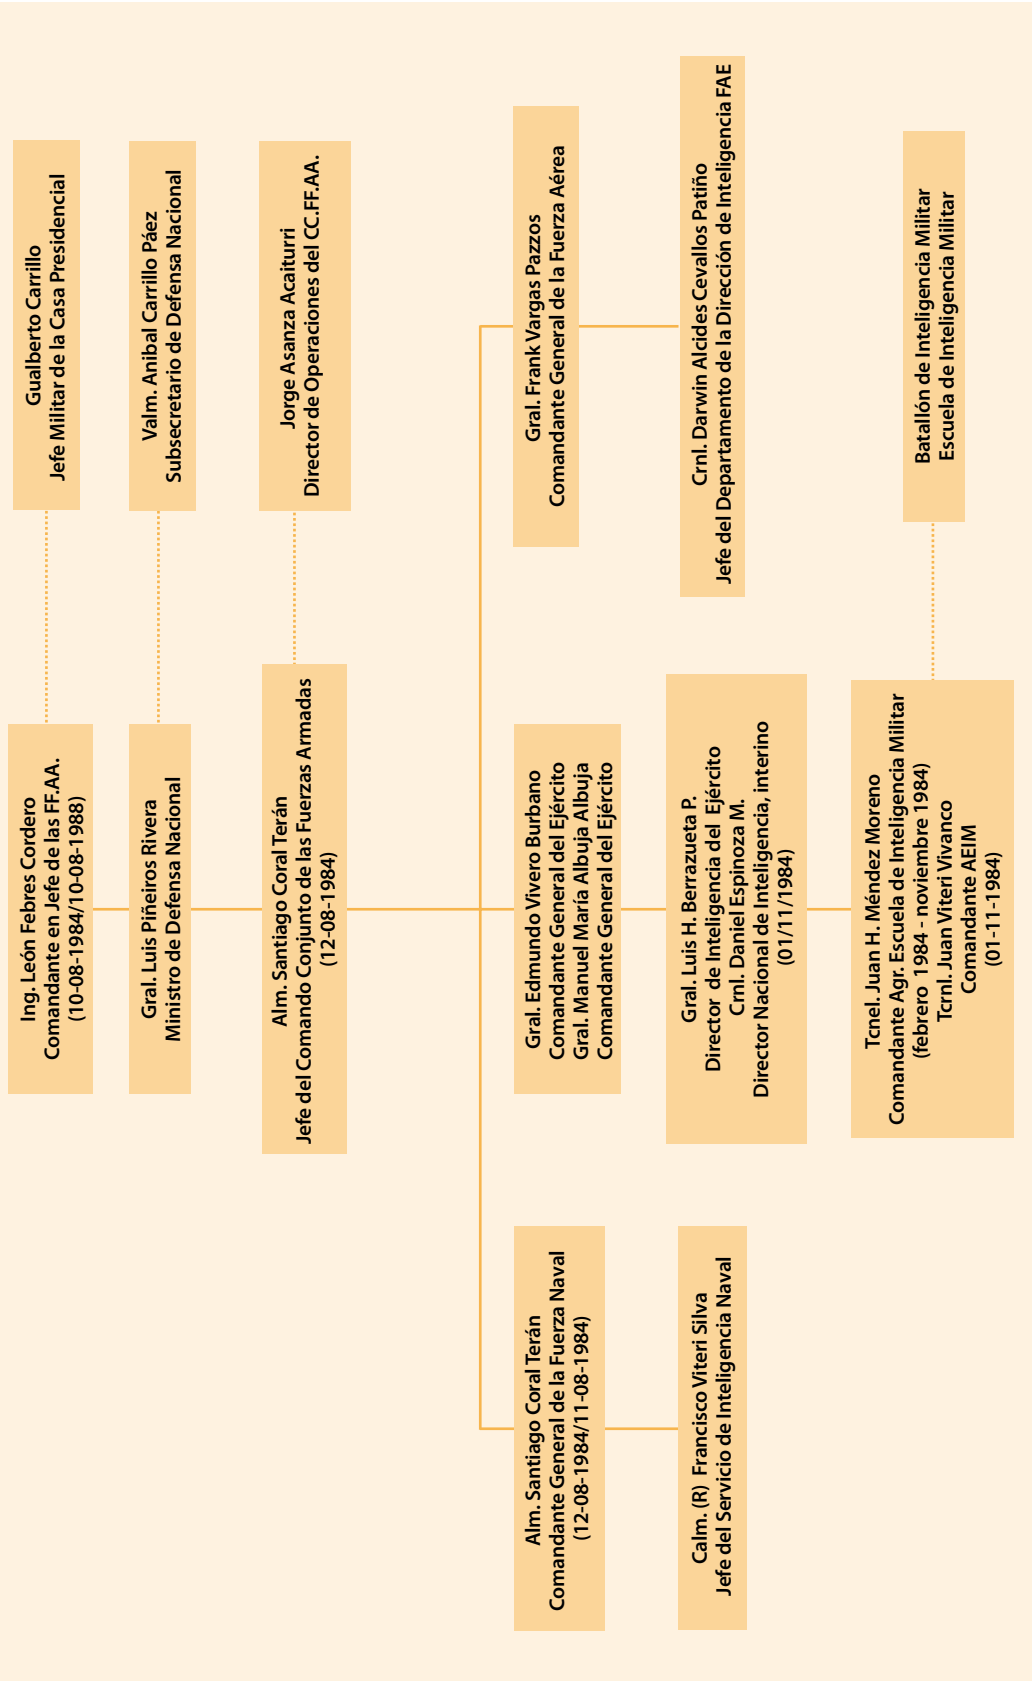 Ing. León Febres Cordero
Comandante en Jefe de las FF.AA.
(10-08-1984/10-08-1988)
Gualberto Carrillo
Jefe Militar de la Casa Presidencial
Gral. Luis Piñeiros Rivera
Ministro de Defensa Nacional
Valm. Anibal Carrillo Páez
Subsecretario de Defensa Nacional
Alm. Santiago Coral Terán
Jefe del Comando Conjunto de las Fuerzas Armadas
(12-08-1984)
Jorge Asanza Acaiturri
Director de Operaciones del CC.FF.AA.
Alm. Santiago Coral Terán
Comandante General de la Fuerza Naval
(12-08-1984/11-08-1984)
Gral. Edmundo Vivero Burbano
Comandante General del Ejército
Gral. Manuel María Albuja Albuja
Comandante General del Ejército
Gral. Frank Vargas Pazzos
Comandante General de la Fuerza Aérea
Calm. (R) Francisco Viteri Silva
Jefe del Servicio de Inteligencia Naval
Gral. Luis H. Berrazueta P.
Director de Inteligencia del Ejército
Crnl. Daniel Espinoza M.
Director Nacional de Inteligencia, interino
(01/11/1984)
Crnl. Darwin Alcides Cevallos Patiño
Jefe del Departamento de la Dirección de Inteligencia FAE
Tcnel. Juan H. Méndez Moreno
Comandante Agr. Escuela de Inteligencia Militar
(febrero 1984 - noviembre 1984)
Tcrnl. Juan Viteri Vivanco
Comandante AEIM
(01-11-1984)
Batallón de Inteligencia Militar
Escuela de Inteligencia Militar